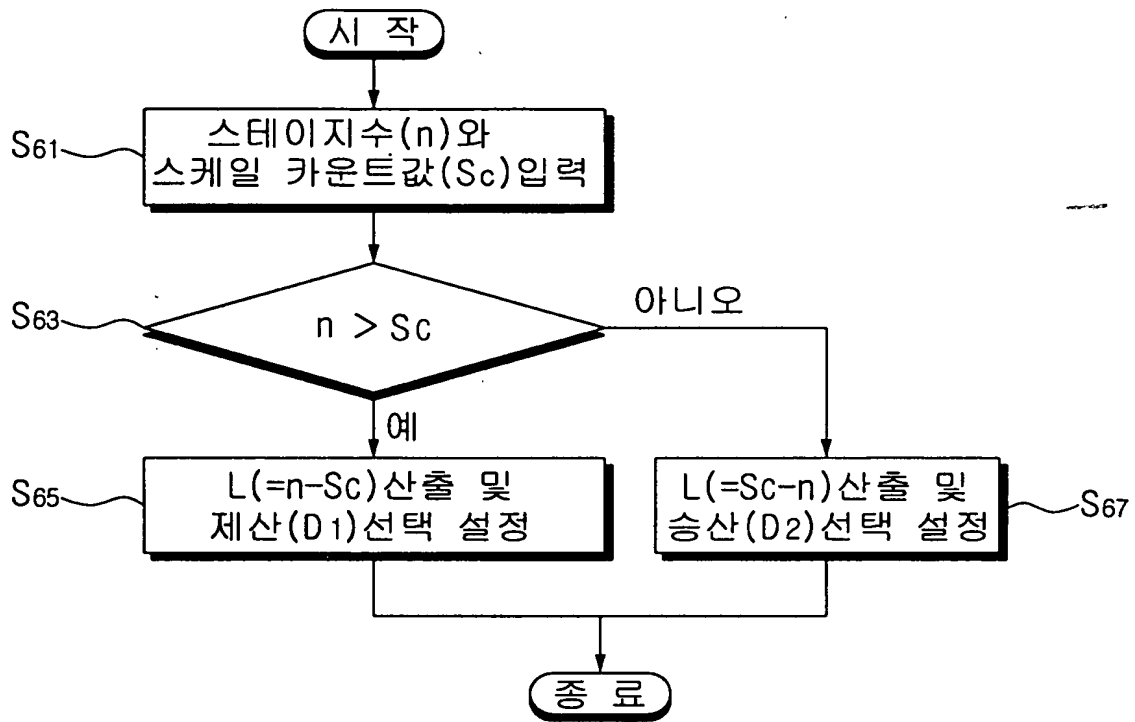 시 작
S61
스테이지수(n)와
스케일 카운트값(Sc)입력
S63
n > Sc
아니오
예
S65
L(=n-Sc)산출 및
제산(D1)선택 설정
L(=Sc-n)산출 및
승산(D2)선택 설정
S67
종 료